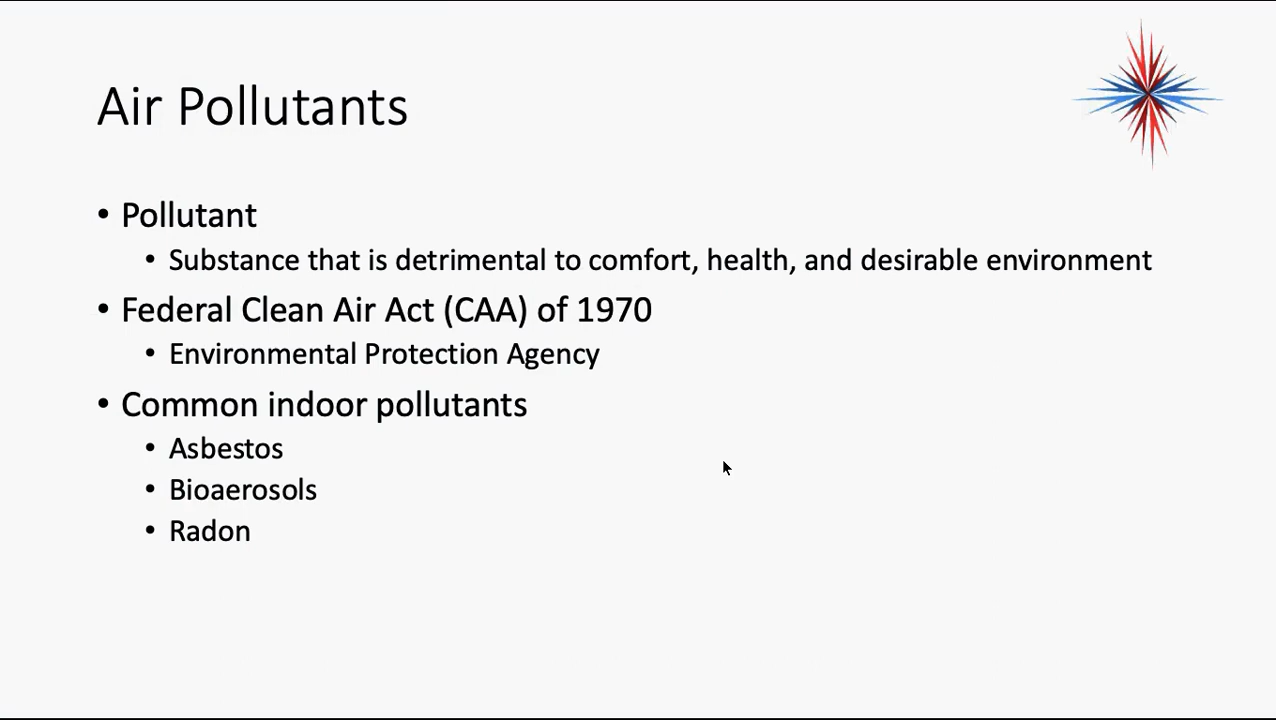 Air Pollutants
• Pollutant
• Substance that is detrimental to comfort, health, and desirable environment
• Federal Clean Air Act (CAA) of 1970
• Environmental Protection Agency
• Common indoor pollutants
• Asbestos
• Bioaerosols
• Radon